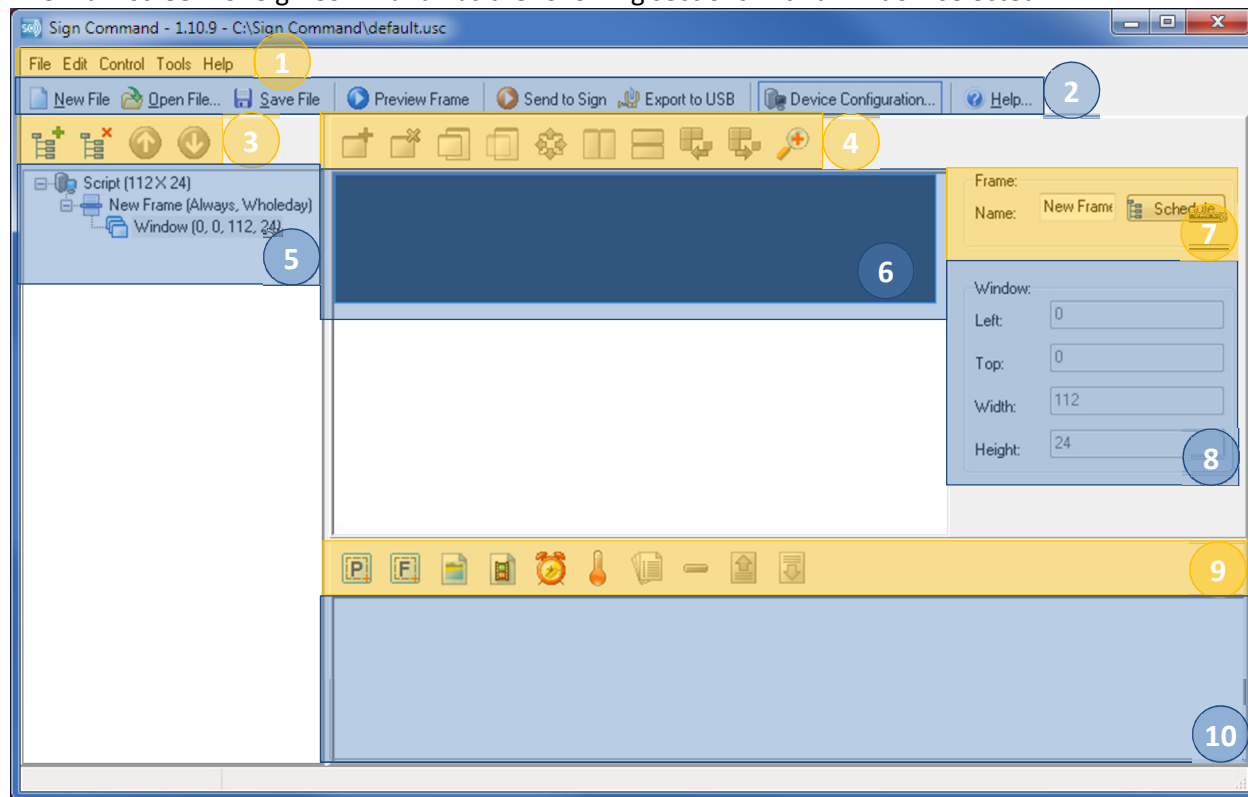 Sign Command - 1.10.9 - C:\Sign Command\default.usc
File Edit Control Tools Help 1
New File Open File... Save File Preview Frame Send to Sign Export to USB Device Configuration... Help... 2
3
4
Script (112 X 24)
New Frame (Always, Wholeday)
Window (0, 0, 112, 24)
5
6
Frame:
Name: New Frame Schedule
7
Window:
Left: 0
Top: 0
Width: 112
Height: 24
8
P F
9
10